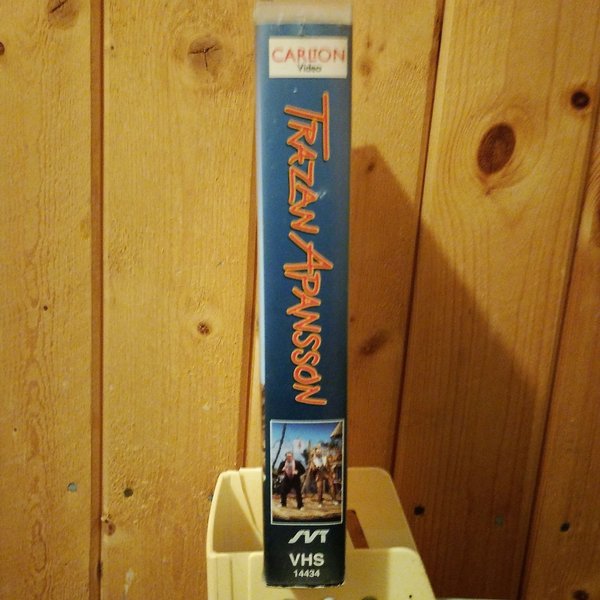 CARLTON
Video
TRAZAN APANSSON
SVT
VHS
14434